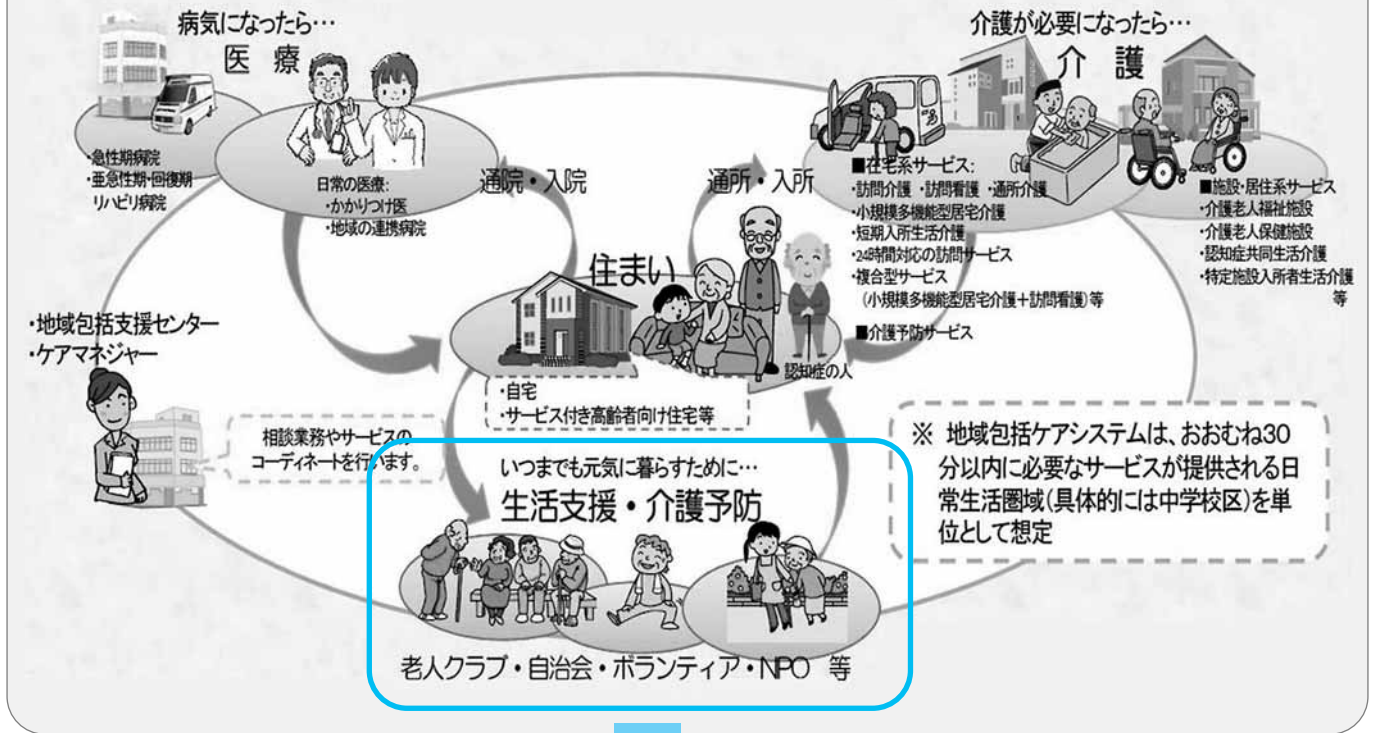 病気になったら…
医療
・急性期病院
・亜急性期・回復期
リハビリ病院
日常の医療:
・かかりつけ医
・地域の連携病院
通院・入院
通所・入所
介護が必要になったら…
介護
■在宅系サービス:
・訪問介護 ・訪問看護 ・通所介護
・小規模多機能型居宅介護
・短期入所生活介護
・24時間対応の訪問サービス
・複合型サービス
(小規模多機能型居宅介護+訪問看護)等
■介護予防サービス
■施設・居住系サービス
・介護老人福祉施設
・介護老人保健施設
・認知症共同生活介護
・特定施設入所者生活介護
等
住まい
認知症の人
・自宅
・サービス付き高齢者向け住宅等
・地域包括支援センター
・ケアマネジャー
相談業務やサービスの
コーディネートを行います。
いつまでも元気に暮らすために…
生活支援・介護予防
老人クラブ・自治会・ボランティア・NPO 等
※ 地域包括ケアシステムは、おおむね30
分以内に必要なサービスが提供される日
常生活圏域(具体的には中学校区)を単
位として想定